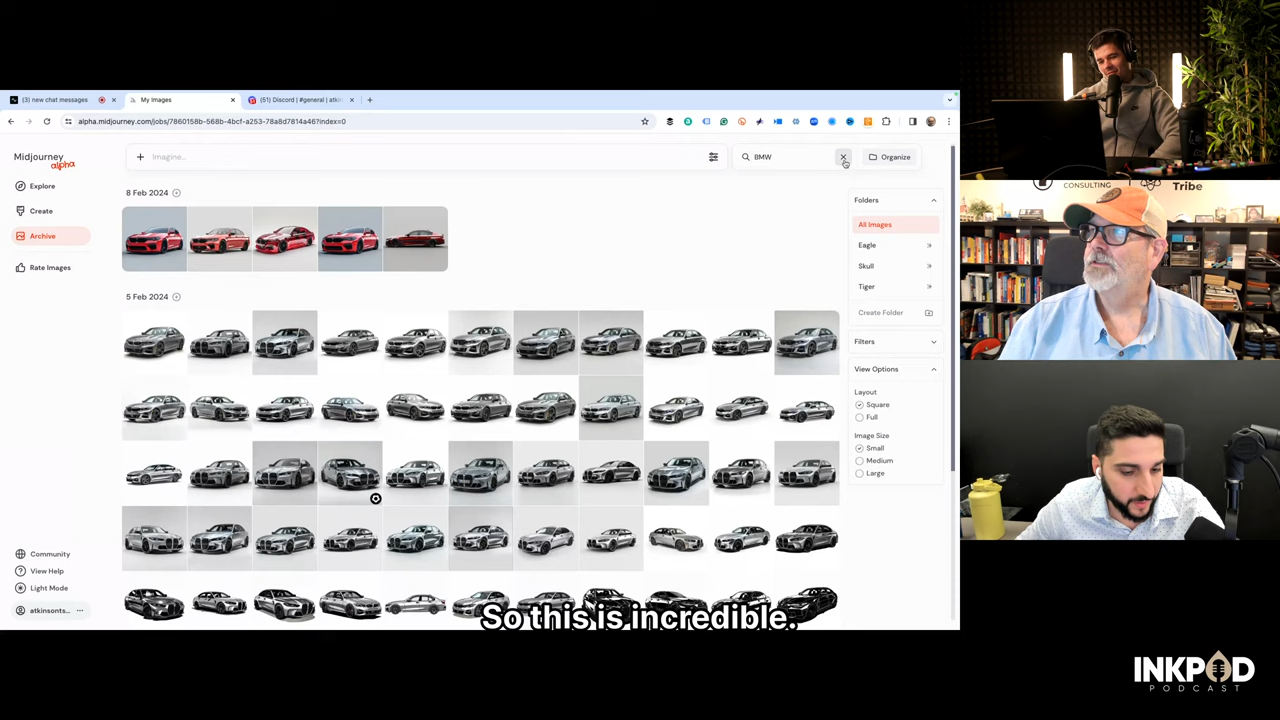 (3) new chat messages
My Images
(51) Discord | #general | atkin
alpha.midjourney.com/jobs/7860158b-568b-4bcf-a253-78a8d7814a46?index=0
Midjourney
alpha
Imagine...
BMW
Organize
Explore
Create
Archive
Rate Images
8 Feb 2024
5 Feb 2024
Folders
All Images
Eagle
Skull
Tiger
Create Folder
Filters
View Options
Layout
Square
Full
Image Size
Small
Medium
Large
Community
View Help
Light Mode
atkinsonts...
So this is incredible.
CONSULTING
Tribe
INKPOD
PODCAST